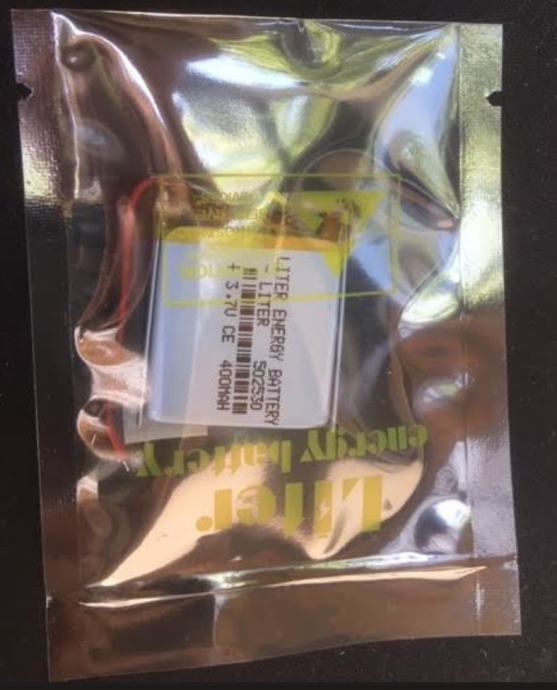 LITER ENERGY BATTERY
- LITER 502530
+ 3.7V CE 400MAH
Liter
energy battery